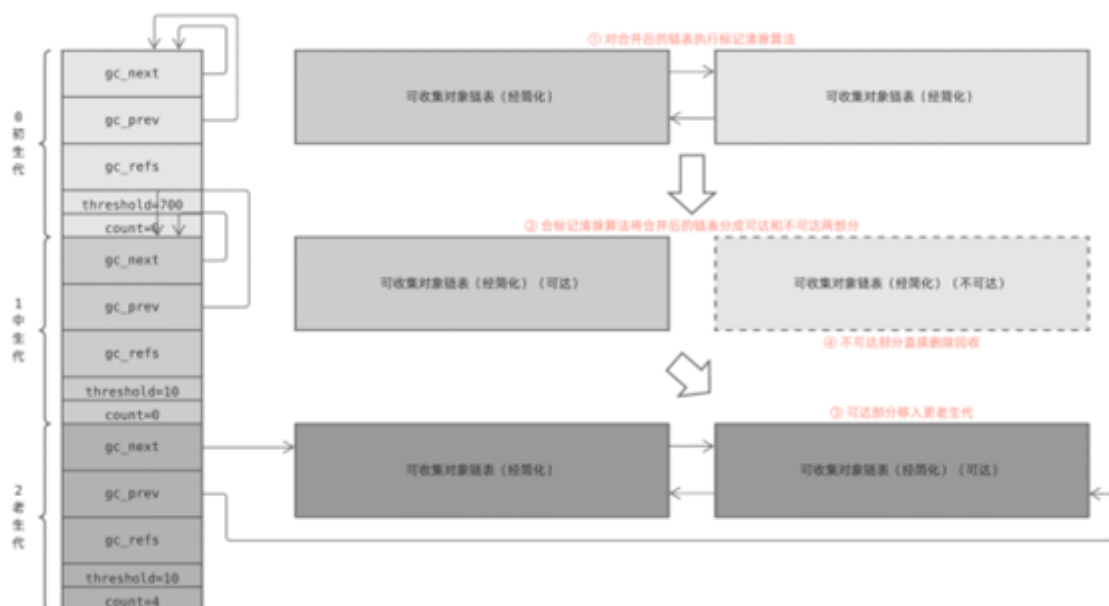 0
初
生
代
gc_next
gc_prev
gc_refs
threshold=700
count=0
1
中
生
代
gc_next
gc_prev
gc_refs
threshold=10
count=0
2
老
生
代
gc_next
gc_prev
gc_refs
threshold=10
count=4
① 对合并后的链表执行标记清除算法
可收集对象链表（经简化）
可收集对象链表（经简化）
② 合标记清除算法将合并后的链表分成可达和不可达两部分
可收集对象链表（经简化）（可达）
可收集对象链表（经简化）（不可达）
④ 不可达部分直接删除回收
③ 可达部分移入更老生代
可收集对象链表（经简化）
可收集对象链表（经简化）（可达）